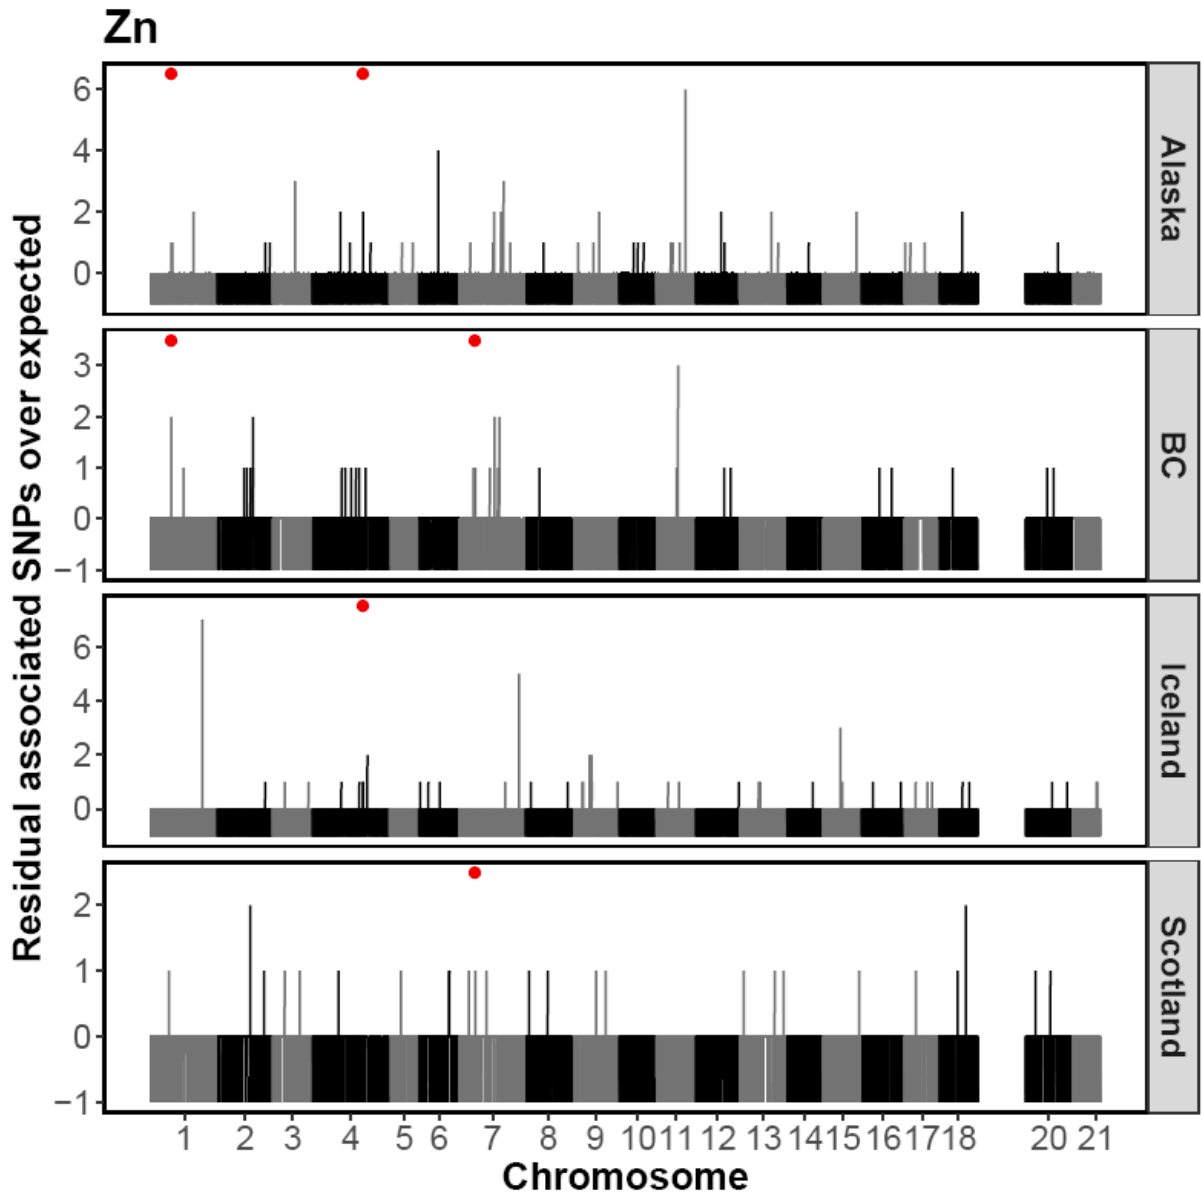 Zn
Residual associated SNPs over expected
6
4
2
0
Alaska
3
2
1
0
−1
BC
6
4
2
0
Iceland
2
1
0
−1
Scotland
1 2 3 4 5 6 7 8 9 10 11 12 13 14 15 16 17 18 20 21
Chromosome